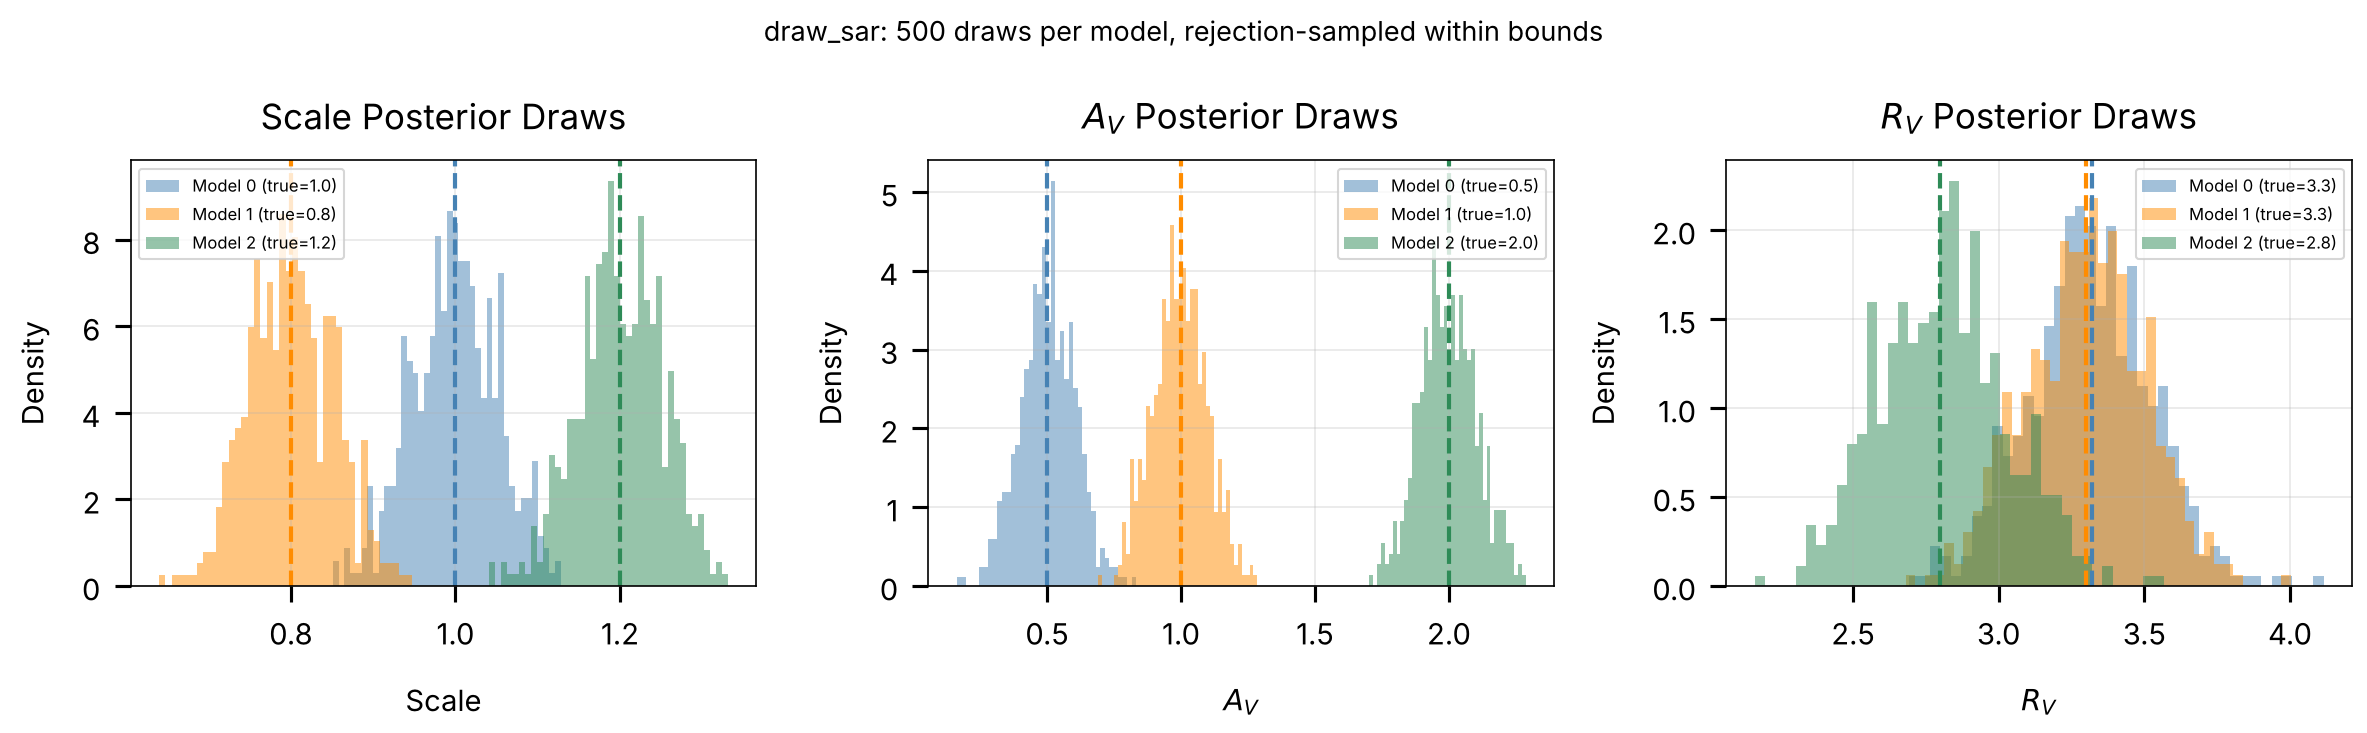 draw_sar: 500 draws per model, rejection-sampled within bounds
Scale Posterior Draws
Density
8
6
4
2
0
0.8 1.0 1.2
Scale
Model 0 (true=1.0)
Model 1 (true=0.8)
Model 2 (true=1.2)
A_V Posterior Draws
Density
5
4
3
2
1
0
0.5 1.0 1.5 2.0
A_V
Model 0 (true=0.5)
Model 1 (true=1.0)
Model 2 (true=2.0)
R_V Posterior Draws
Density
2.0
1.5
1.0
0.5
0.0
2.5 3.0 3.5 4.0
R_V
Model 0 (true=3.3)
Model 1 (true=3.3)
Model 2 (true=2.8)